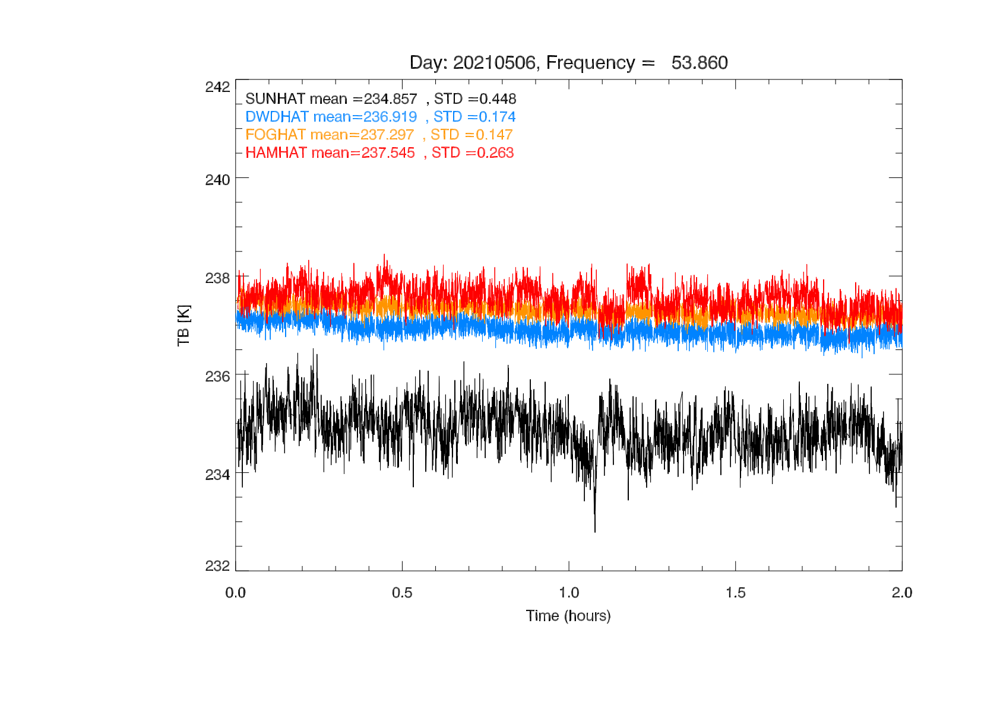 Day: 20210506, Frequency = 53.860
SUNHAT mean =234.857 , STD =0.448
DWDHAT mean=236.919 , STD =0.174
FOGHAT mean=237.297 , STD =0.147
HAMHAT mean=237.545 , STD =0.263
242
240
238
236
234
232
TB [K]
0.0 0.5 1.0 1.5 2.0
Time (hours)